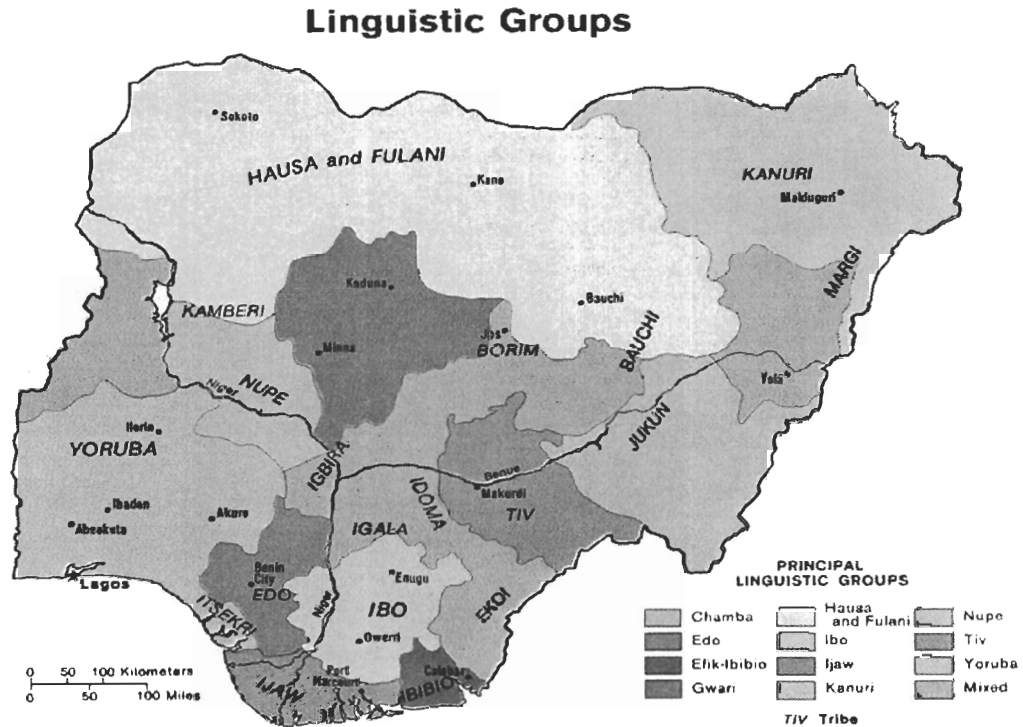 Linguistic Groups
Sokoto
HAUSA and FULANI
Kano
KANURI
Maiduguri
MARGI
Kaduna
KAMBERI
Bauchi
Jos
BORIM
BAUCHI
Minna
Yola
Niger
NUPE
JUKUN
Ilorin
YORUBA
IGBIRA
Benue
Makurdi
IDOMA
TIV
Ibadan
Abeokuta
Akure
IGALA
Lagos
Benin
City
EDO
Enugu
IBO
Niger
EKOI
ITSEKRI
Owerri
Port
Harcourt
IJAW
Calabar
IBIBIO
0 50 100 Kilometers
0 50 100 Miles
PRINCIPAL
LINGUISTIC GROUPS
Chamba
Edo
Efik-Ibibio
Gwari
Hausa
and Fulani
Ibo
Ijaw
Kanuri
Nupe
Tiv
Yoruba
Mixed
TIV Tribe